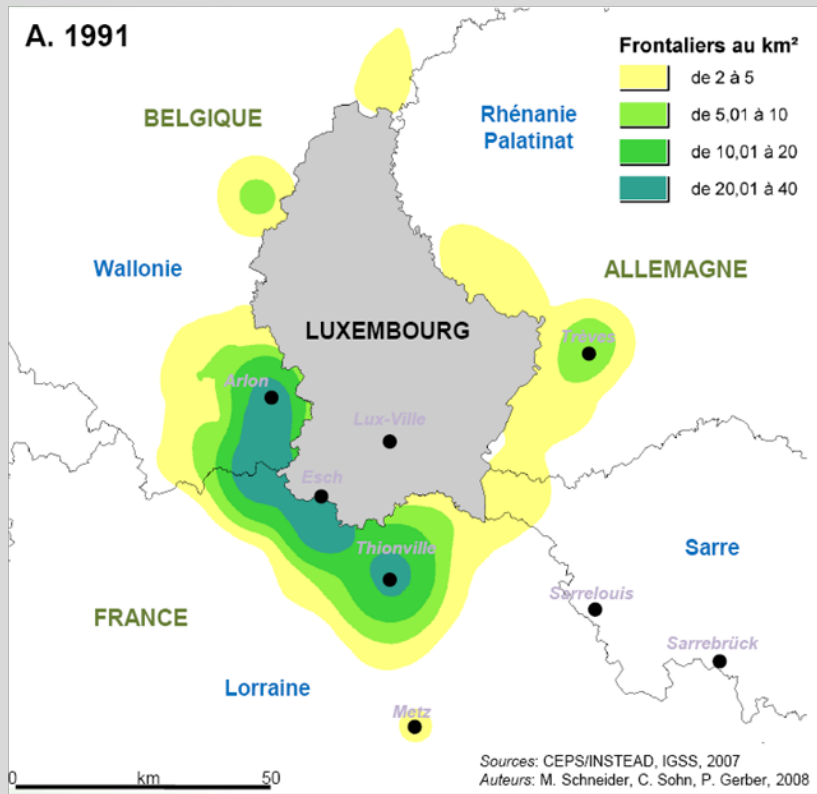 A. 1991
Frontaliers au km²
de 2 à 5
de 5,01 à 10
de 10,01 à 20
de 20,01 à 40
BELGIQUE
Rhénanie
Palatinat
Wallonie
ALLEMAGNE
LUXEMBOURG
Trèves
Arlon
Lux-Ville
Esch
Thionville
Sarre
Sarrelouis
FRANCE
Sarrebrück
Lorraine
Metz
0 km 50
Sources: CEPS/INSTEAD, IGSS, 2007
Auteurs: M. Schneider, C. Sohn, P. Gerber, 2008